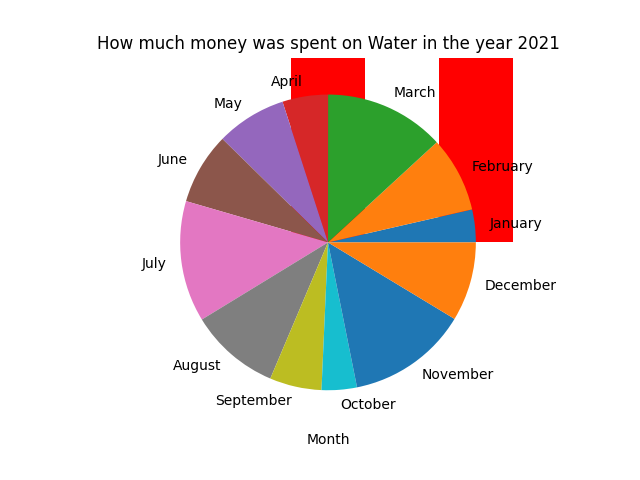 How much money was spent on Water in the year 2021
April
March
May
June
February
January
July
December
August
November
September
October
Month